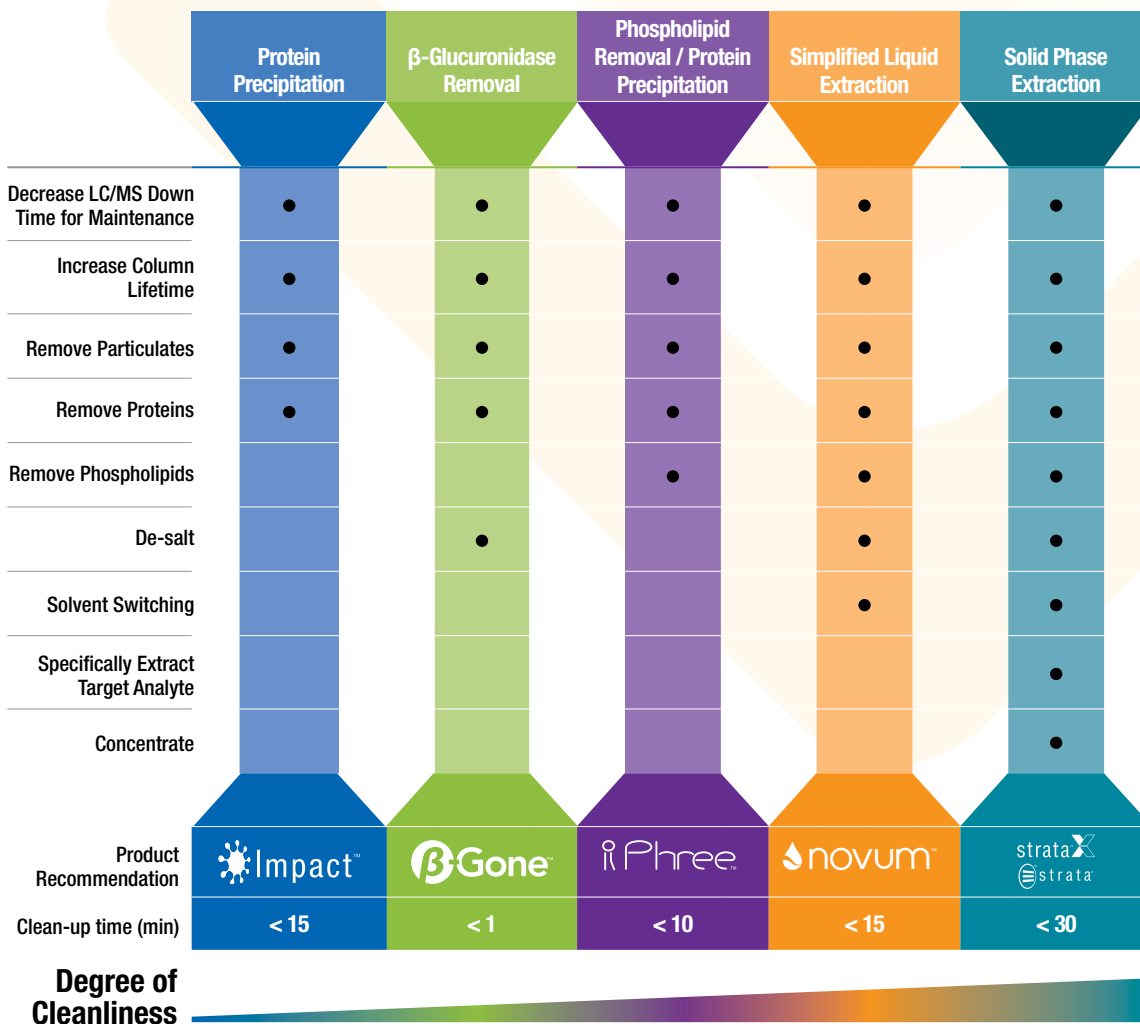 Protein
Precipitation
β-Glucuronidase
Removal
Phospholipid
Removal / Protein
Precipitation
Simplified Liquid
Extraction
Solid Phase
Extraction
Decrease LC/MS Down
Time for Maintenance
Increase Column
Lifetime
Remove Particulates
Remove Proteins
Remove Phospholipids
De-salt
Solvent Switching
Specifically Extract
Target Analyte
Concentrate
Product
Recommendation
Impact™
β-Gone™
Phree™
novum™
strata X
strata
Clean-up time (min)
< 15
< 1
< 10
< 15
< 30
Degree of
Cleanliness